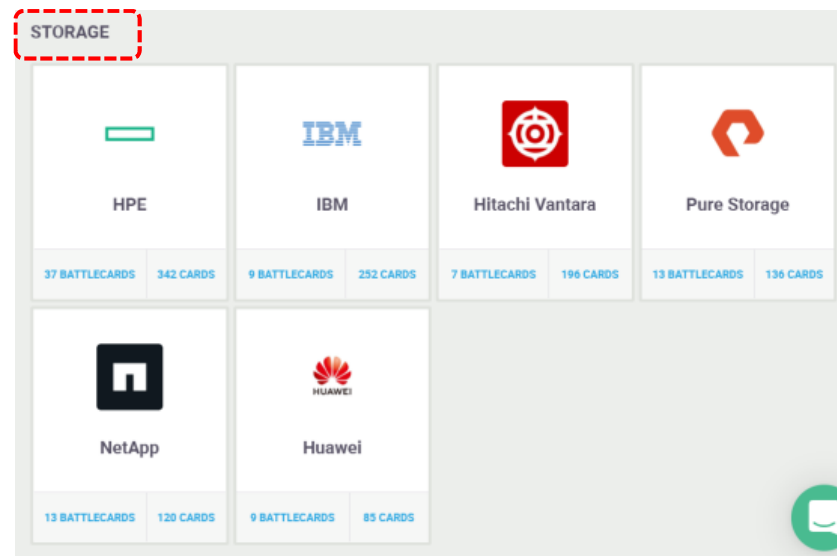 STORAGE
IBM
HPE
IBM
Hitachi Vantara
Pure Storage
37 BATTLECARDS 342 CARDS
9 BATTLECARDS 252 CARDS
7 BATTLECARDS 196 CARDS
13 BATTLECARDS 136 CARDS
HUAWEI
NetApp
Huawei
13 BATTLECARDS 120 CARDS
9 BATTLECARDS 85 CARDS